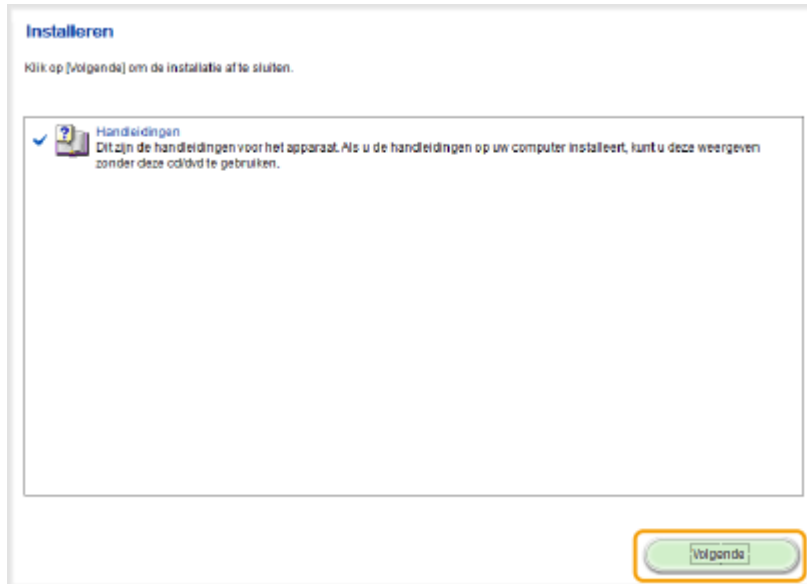 Installeren
Klik op [Volgende] om de installatie af te sluiten.
Handleidingen
Dit zijn de handleidingen voor het apparaat. Als u de handleidingen op uw computer installeert, kunt u deze weergeven
zonder deze cd/dvd te gebruiken.
Volgende